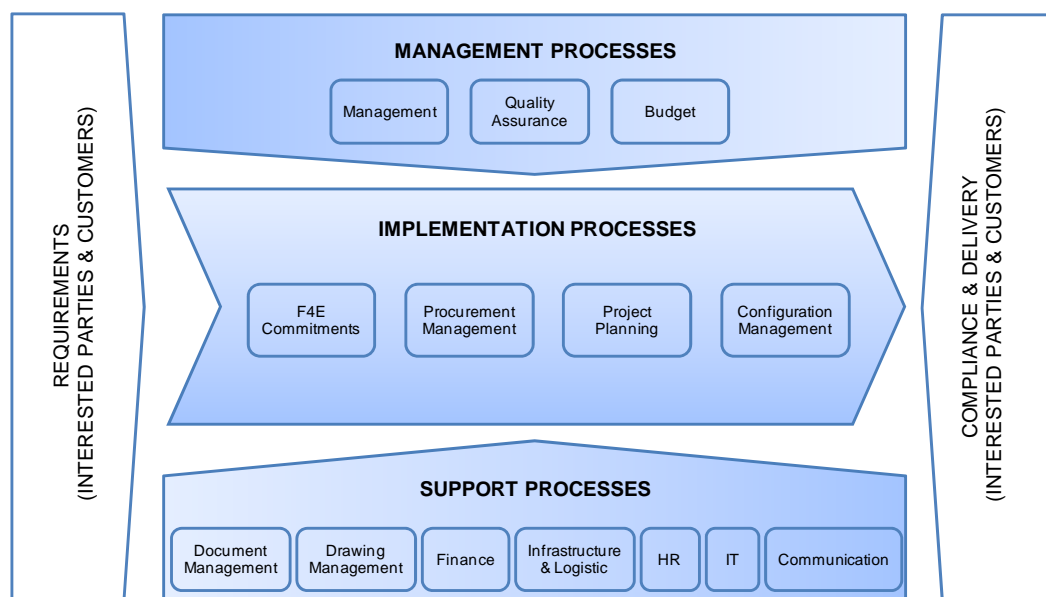 REQUIREMENTS
(INTERESTED PARTIES & CUSTOMERS)
MANAGEMENT PROCESSES
Management
Quality
Assurance
Budget
IMPLEMENTATION PROCESSES
F4E
Commitments
Procurement
Management
Project
Planning
Configuration
Management
SUPPORT PROCESSES
Document
Management
Drawing
Management
Finance
Infrastructure
& Logistic
HR
IT
Communication
COMPLIANCE & DELIVERY
(INTERESTED PARTIES & CUSTOMERS)